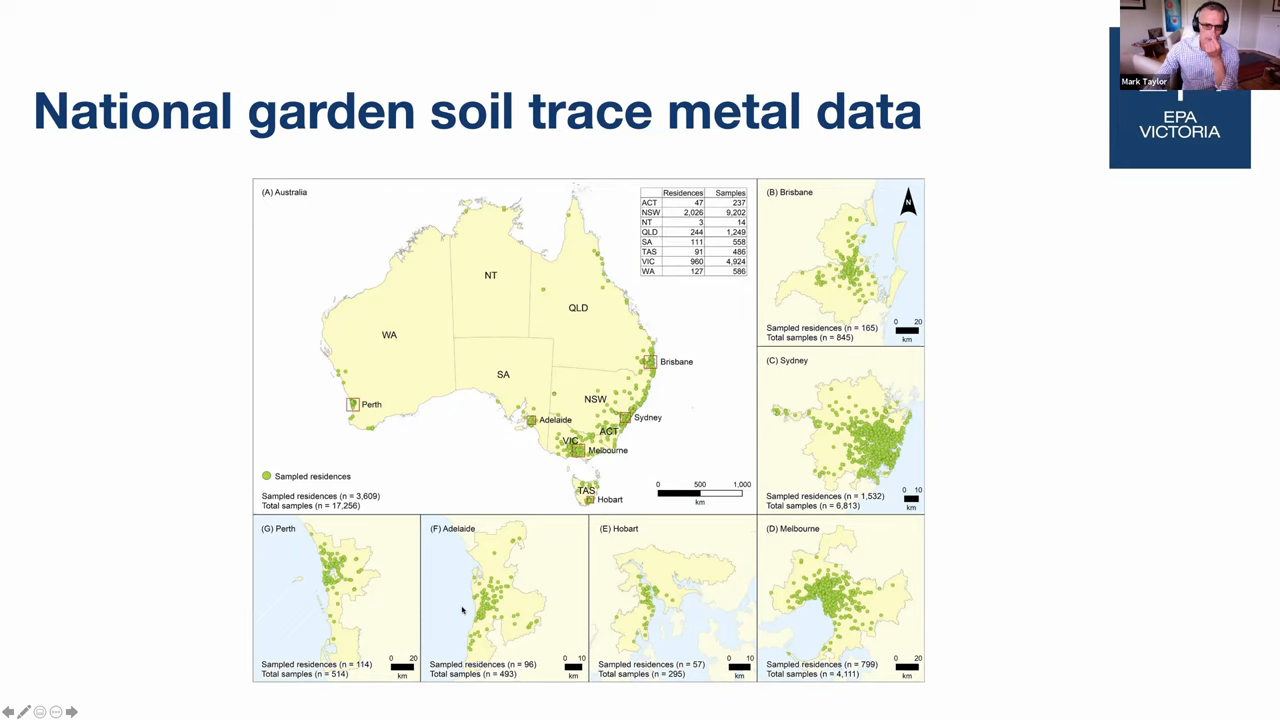 Mark Taylor
EPA
VICTORIA
National garden soil trace metal data
(A) Australia
Residences Samples
ACT 47 237
NSW 2,026 9,202
NT 3 14
QLD 244 1,249
SA 111 558
TAS 91 486
VIC 960 4,924
WA 127 586
NT
QLD
WA
SA
NSW
ACT
VIC
TAS
Brisbane
Perth
Adelaide
Sydney
Melbourne
Hobart
Sampled residences
Sampled residences (n = 3,609)
Total samples (n = 17,256)
0 500 1,000
km
(B) Brisbane
N
Sampled residences (n = 165)
Total samples (n = 845)
0 20
km
(C) Sydney
Sampled residences (n = 1,532)
Total samples (n = 6,813)
0 10
km
(G) Perth
Sampled residences (n = 114)
Total samples (n = 514)
0 20
km
(F) Adelaide
Sampled residences (n = 96)
Total samples (n = 493)
0 10
km
(E) Hobart
Sampled residences (n = 57)
Total samples (n = 295)
0 10
km
(D) Melbourne
Sampled residences (n = 799)
Total samples (n = 4,111)
0 20
km